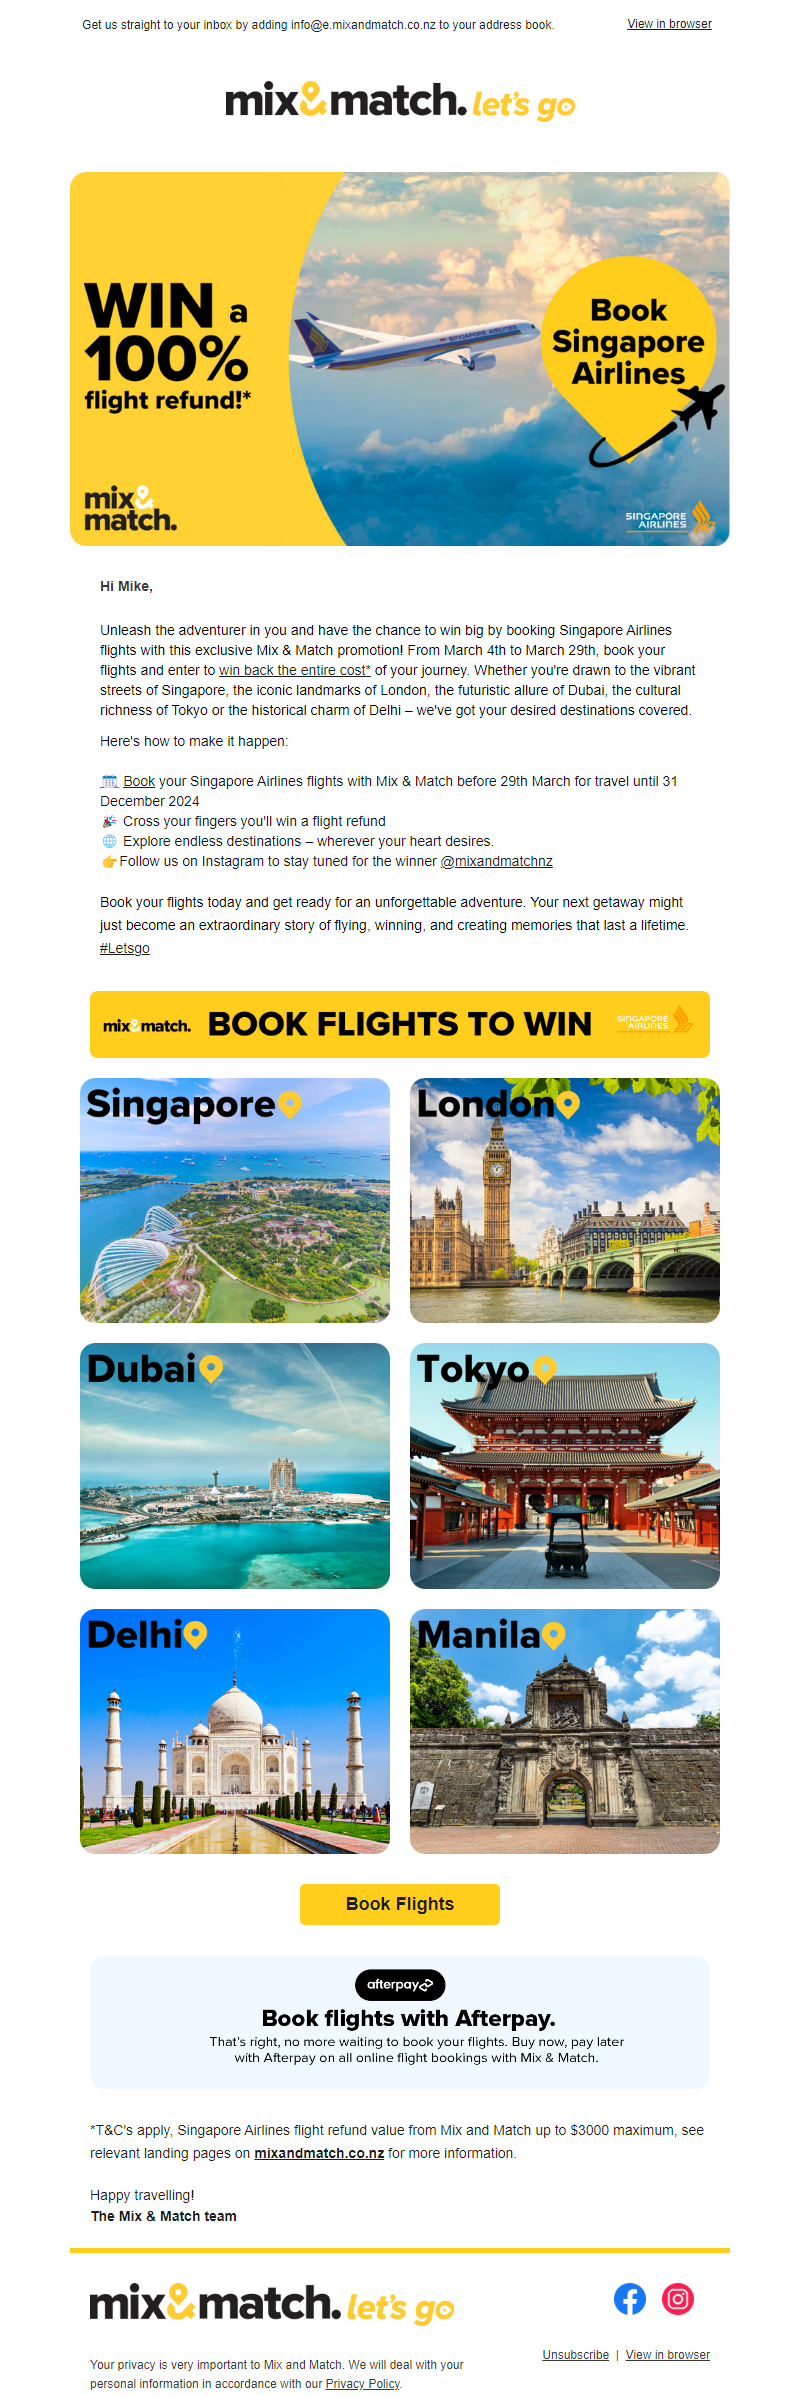 Get us straight to your inbox by adding info@e.mixandmatch.co.nz to your address book.
View in browser
mix&match. let's go
WIN a
100%
flight refund!*
mix&
match.
Book
Singapore
Airlines
SINGAPORE AIRLINES
SINGAPORE
AIRLINES
Hi Mike,
Unleash the adventurer in you and have the chance to win big by booking Singapore Airlines
flights with this exclusive Mix & Match promotion! From March 4th to March 29th, book your
flights and enter to win back the entire cost* of your journey. Whether you're drawn to the vibrant
streets of Singapore, the iconic landmarks of London, the futuristic allure of Dubai, the cultural
richness of Tokyo or the historical charm of Delhi – we've got your desired destinations covered.
Here's how to make it happen:
📅 Book your Singapore Airlines flights with Mix & Match before 29th March for travel until 31
December 2024
🎉 Cross your fingers you'll win a flight refund
🌐 Explore endless destinations – wherever your heart desires.
👉Follow us on Instagram to stay tuned for the winner @mixandmatchnz
Book your flights today and get ready for an unforgettable adventure. Your next getaway might
just become an extraordinary story of flying, winning, and creating memories that last a lifetime.
#Letsgo
mix&match. BOOK FLIGHTS TO WIN SINGAPORE AIRLINES
Singapore
London
Dubai
Tokyo
Delhi
Manila
Book Flights
afterpay
Book flights with Afterpay.
That's right, no more waiting to book your flights. Buy now, pay later
with Afterpay on all online flight bookings with Mix & Match.
*T&C's apply, Singapore Airlines flight refund value from Mix and Match up to $3000 maximum, see
relevant landing pages on mixandmatch.co.nz for more information.
Happy travelling!
The Mix & Match team
mix&match. let's go
Unsubscribe | View in browser
Your privacy is very important to Mix and Match. We will deal with your
personal information in accordance with our Privacy Policy.